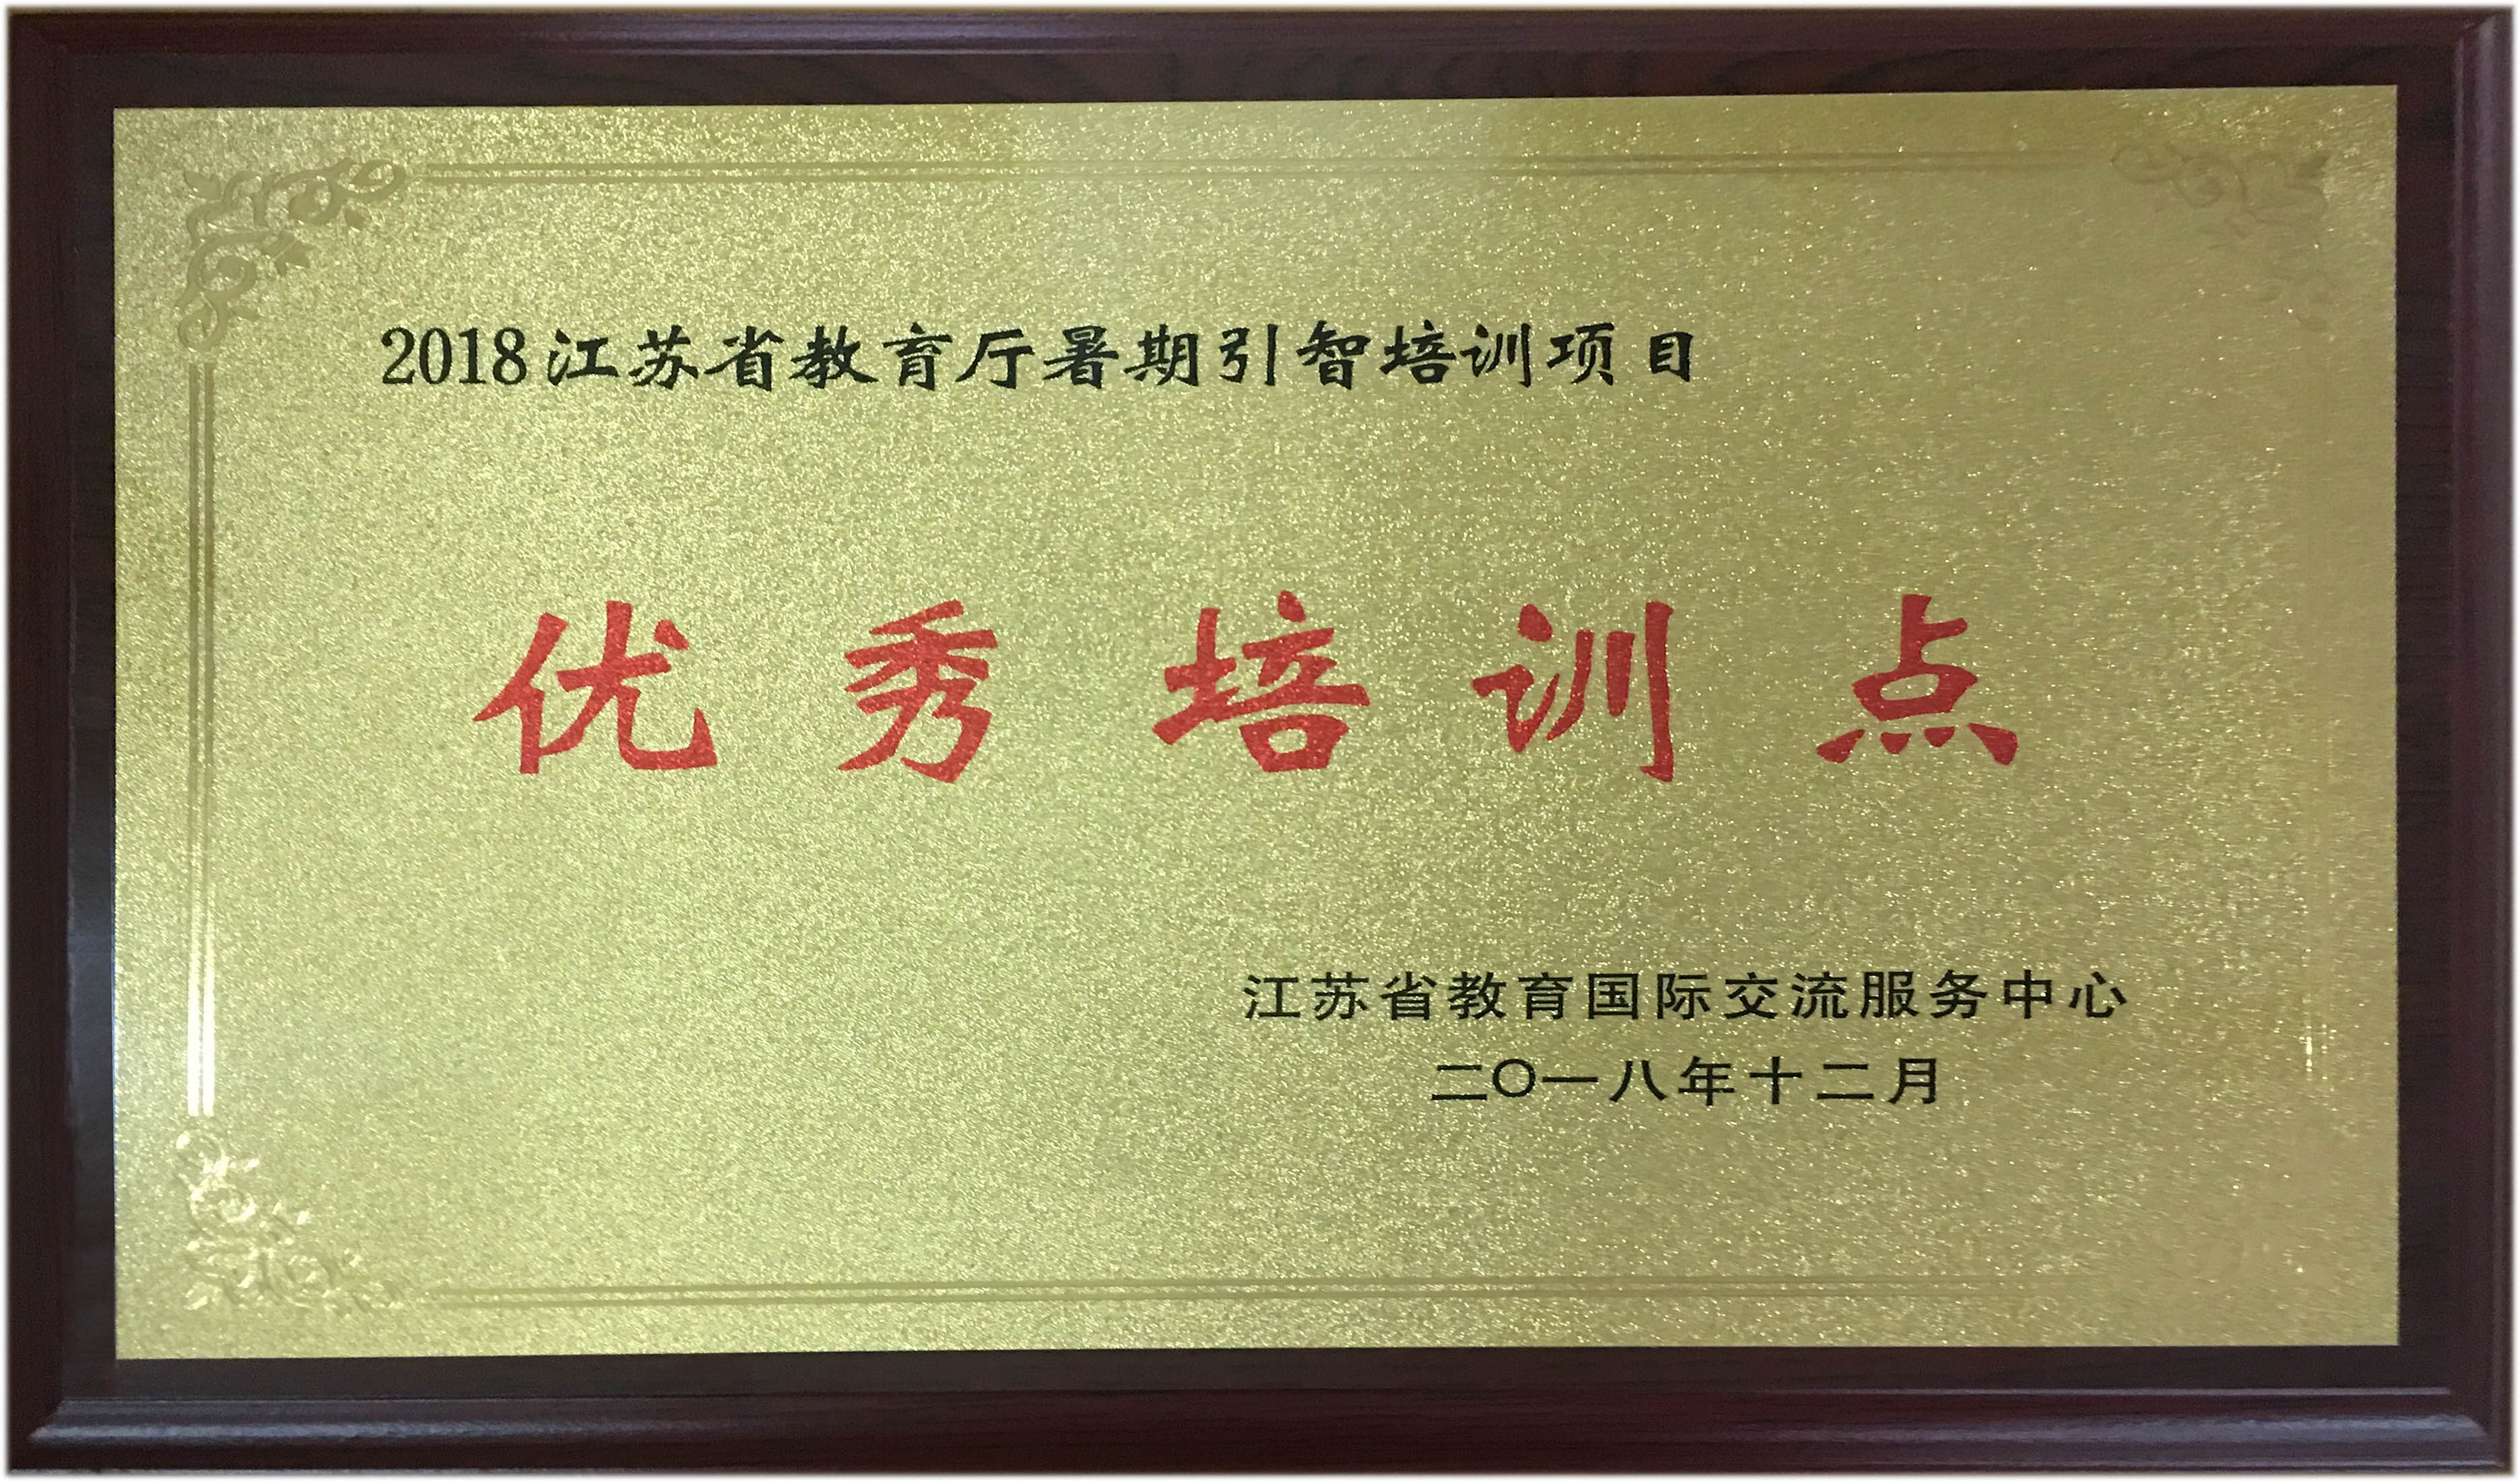 2018江苏省教育厅暑期引智培训项目
优秀培训点
江苏省教育国际交流服务中心
二〇一八年十二月